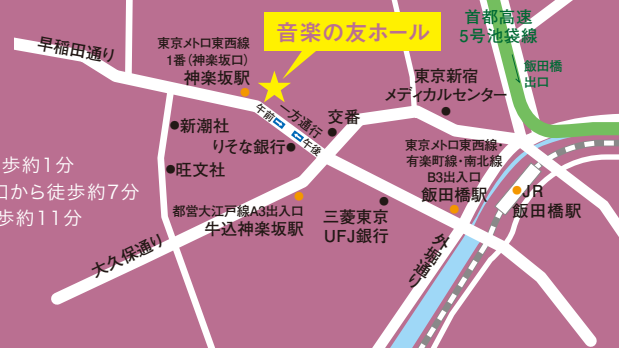 早稲田通り
東京メトロ東西線
1番(神楽坂口)
神楽坂駅
音楽の友ホール
首都高速
5号池袋線
飯田橋
出口
東京新宿
メディカルセンター
一方通行
午前
午後
交番
新潮社
りそな銀行
旺文社
歩約1分
口から徒歩約7分
歩約11分
東京メトロ東西線・
有楽町線・南北線
B3出入口
飯田橋駅
JR
飯田橋駅
都営大江戸線A3出入口
牛込神楽坂駅
三菱東京
UFJ銀行
大久保通り
外堀通り